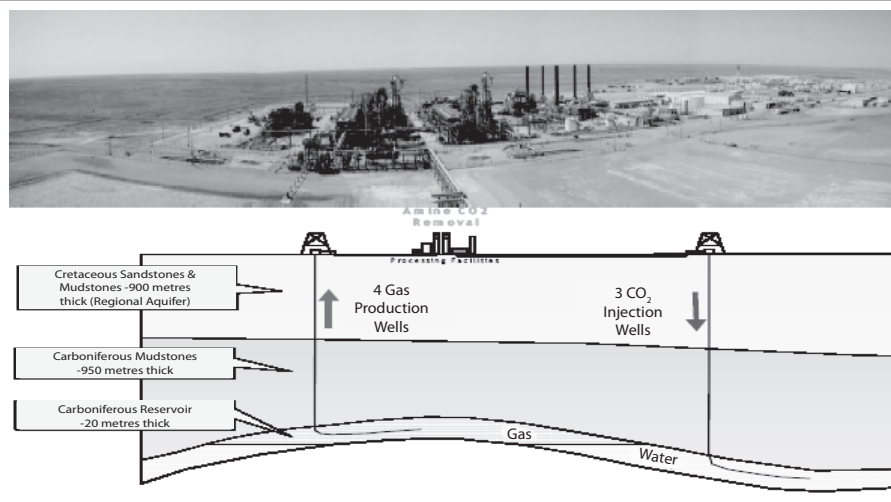 Amine CO2
Removal
Processing Facilities
Cretaceous Sandstones &
Mudstones -900 metres
thick (Regional Aquifer)
4 Gas
Production
Wells
3 CO₂
Injection
Wells
Carboniferous Mudstones
-950 metres thick
Carboniferous Reservoir
-20 metres thick
Gas
Water